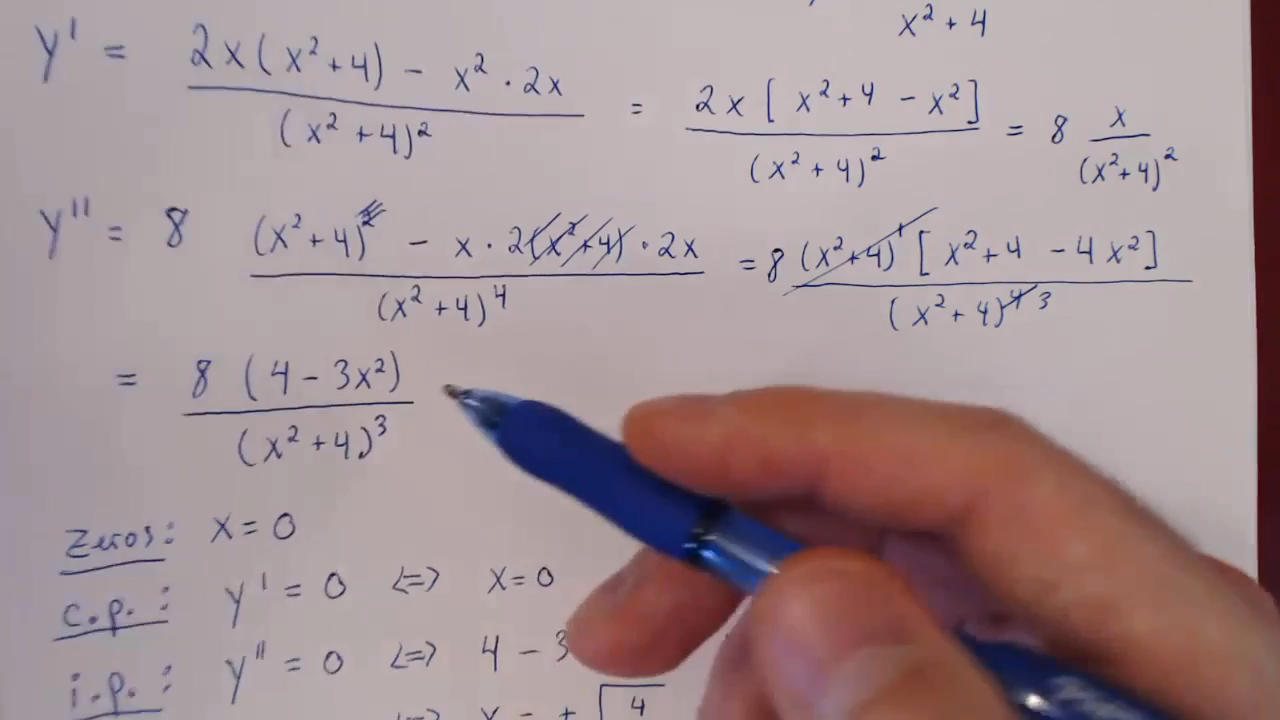 x² + 4
y' = 2x(x²+4) - x² · 2x / (x² + 4)² = 2x [x²+4 - x²] / (x² + 4)² = 8 x / (x²+4)²
y'' = 8 (x²+4)² - x · 2(x²+4) · 2x / (x² + 4)⁴ = 8 (x²+4)¹ [x²+4 - 4x²] / (x² + 4)⁴ ³
= 8 (4 - 3x²) / (x² + 4)³
Zeros: x = 0
c.p.: y' = 0 <=> x = 0
i.p.: y'' = 0 <=> 4 - 3
<=> x = ± √4